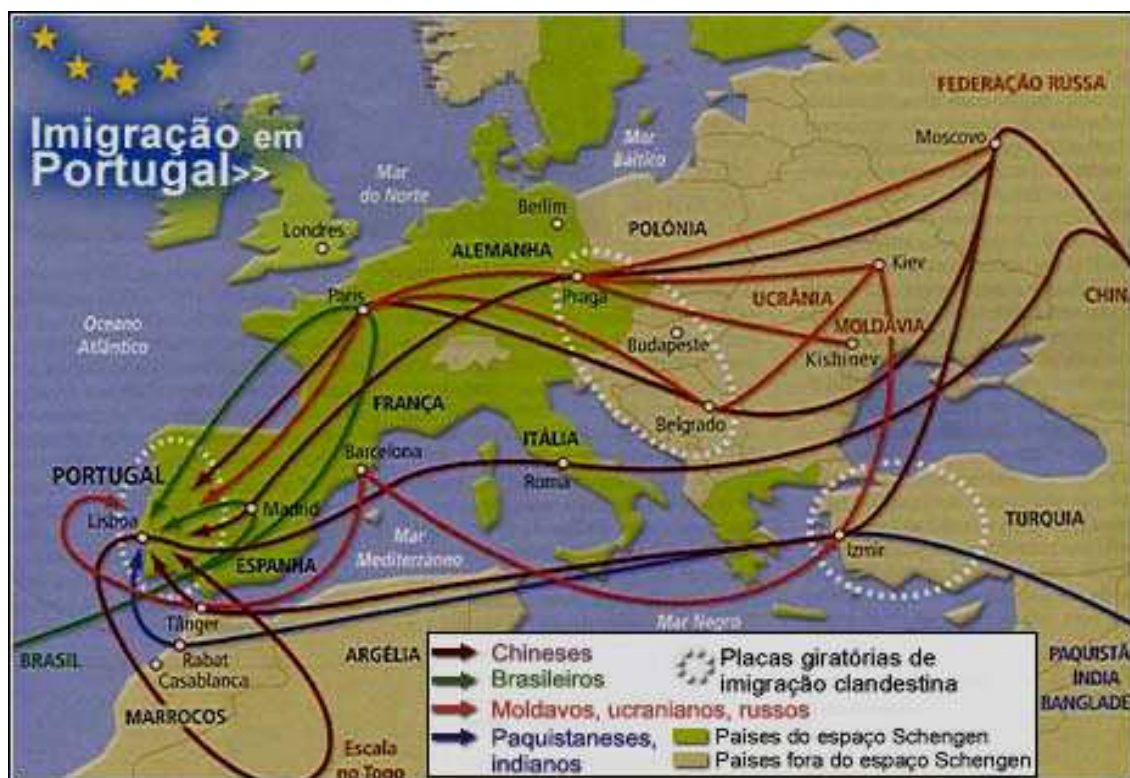 Imigração em
Portugal>>
FEDERAÇÃO RUSSA
Moscovo
Mar
Báltico
Mar
do Norte
Berlim
POLÓNIA
Londres
ALEMANHA
Kiev
Praga
UCRÂNIA
CHINA
Paris
Oceano
Atlântico
MOLDÁVIA
Budapeste
Kishinev
FRANÇA
Belgrado
ITÁLIA
Barcelona
PORTUGAL
Roma
Madrid
Lisboa
TURQUIA
Mar
Mediterrâneo
Izmir
ESPANHA
Tânger
Mar Negro
BRASIL
Rabat
Casablanca
ARGÉLIA
MARROCOS
Escala
no Togo
PAQUISTÃ
ÍNDIA
BANGLADE
Chineses
Brasileiros
Moldavos, ucranianos, russos
Paquistaneses,
indianos
Placas giratórias de
imigração clandestina
Países do espaço Schengen
Países fora do espaço Schengen